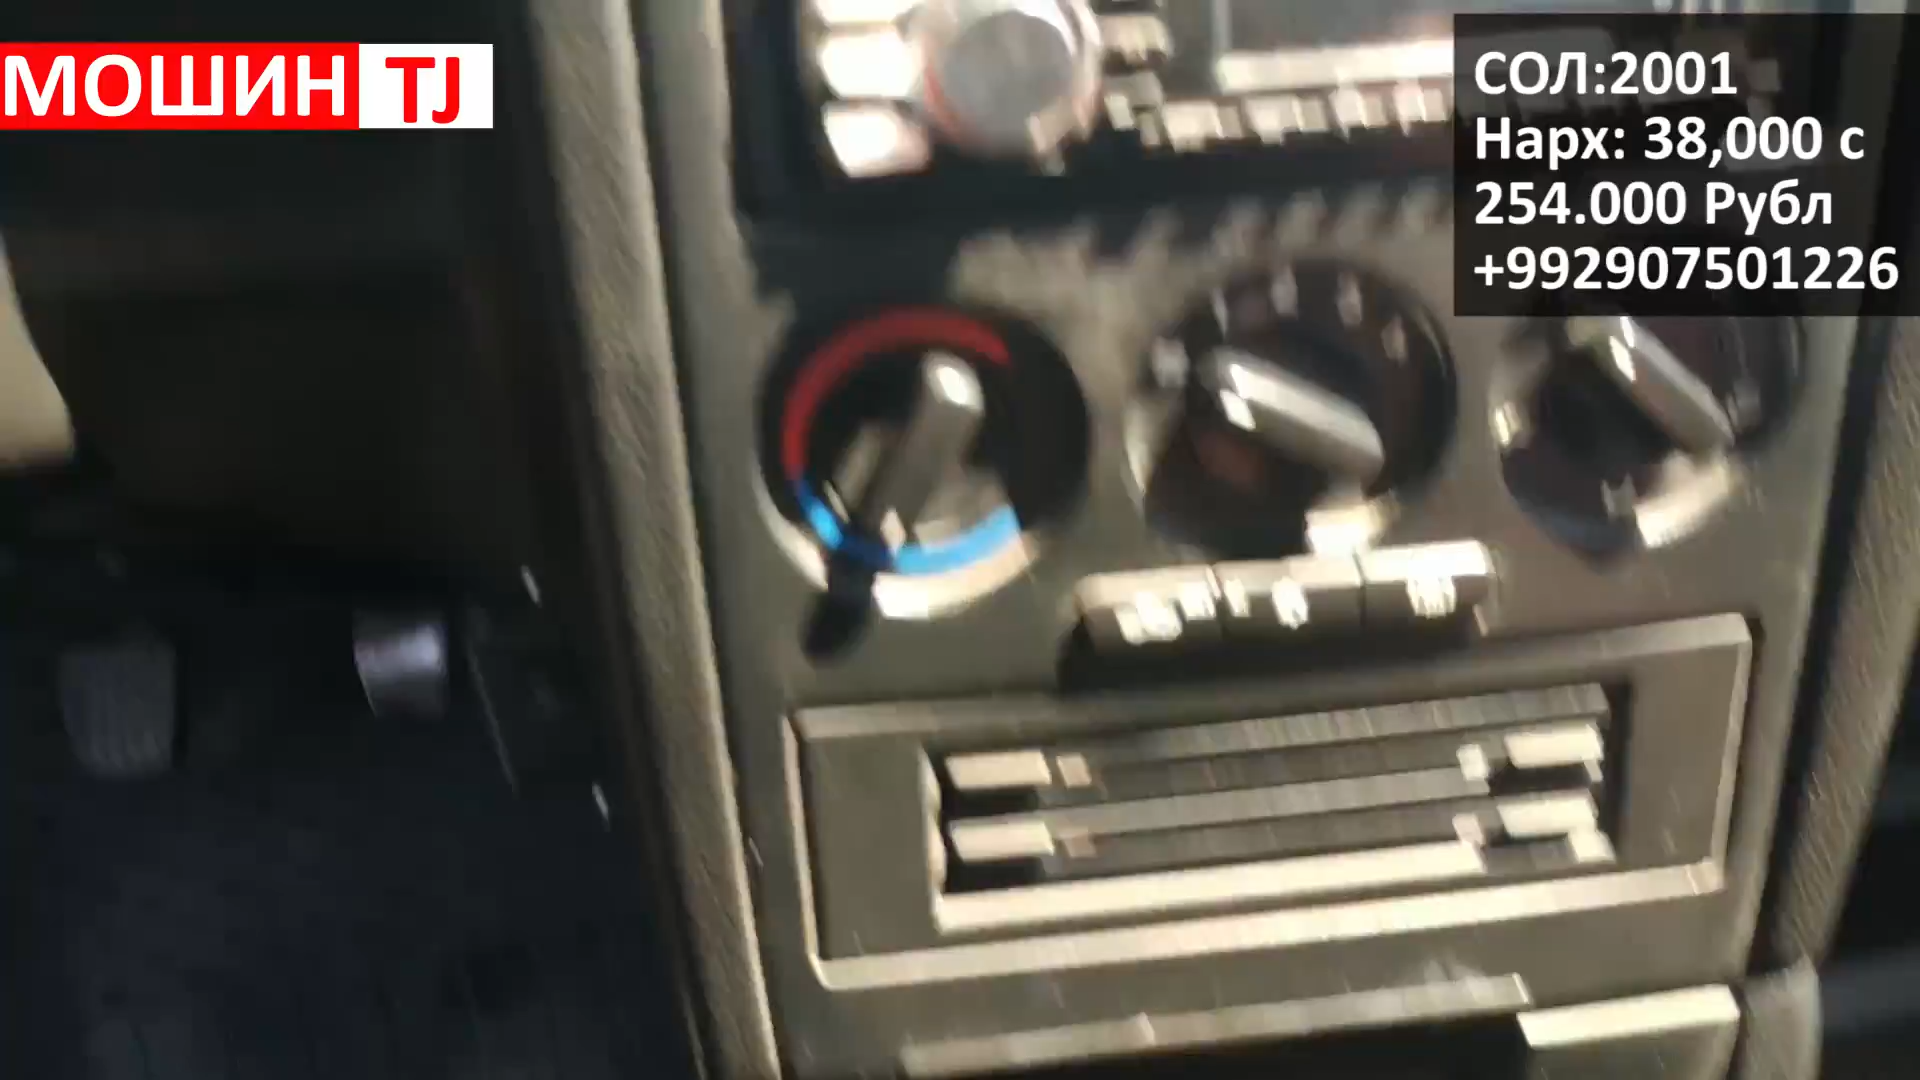 МОШИН TJ
СОЛ:2001
Нарх: 38,000 с
254.000 Рубл
+992907501226